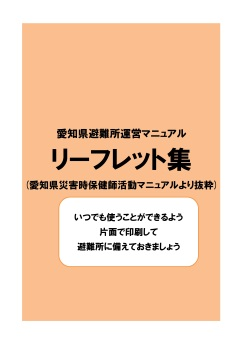 愛知県避難所運営マニュアル
リーフレット集
(愛知県災害時保健師活動マニュアルより抜粋)
いつでも使うことができるよう
片面で印刷して
避難所に備えておきましょう